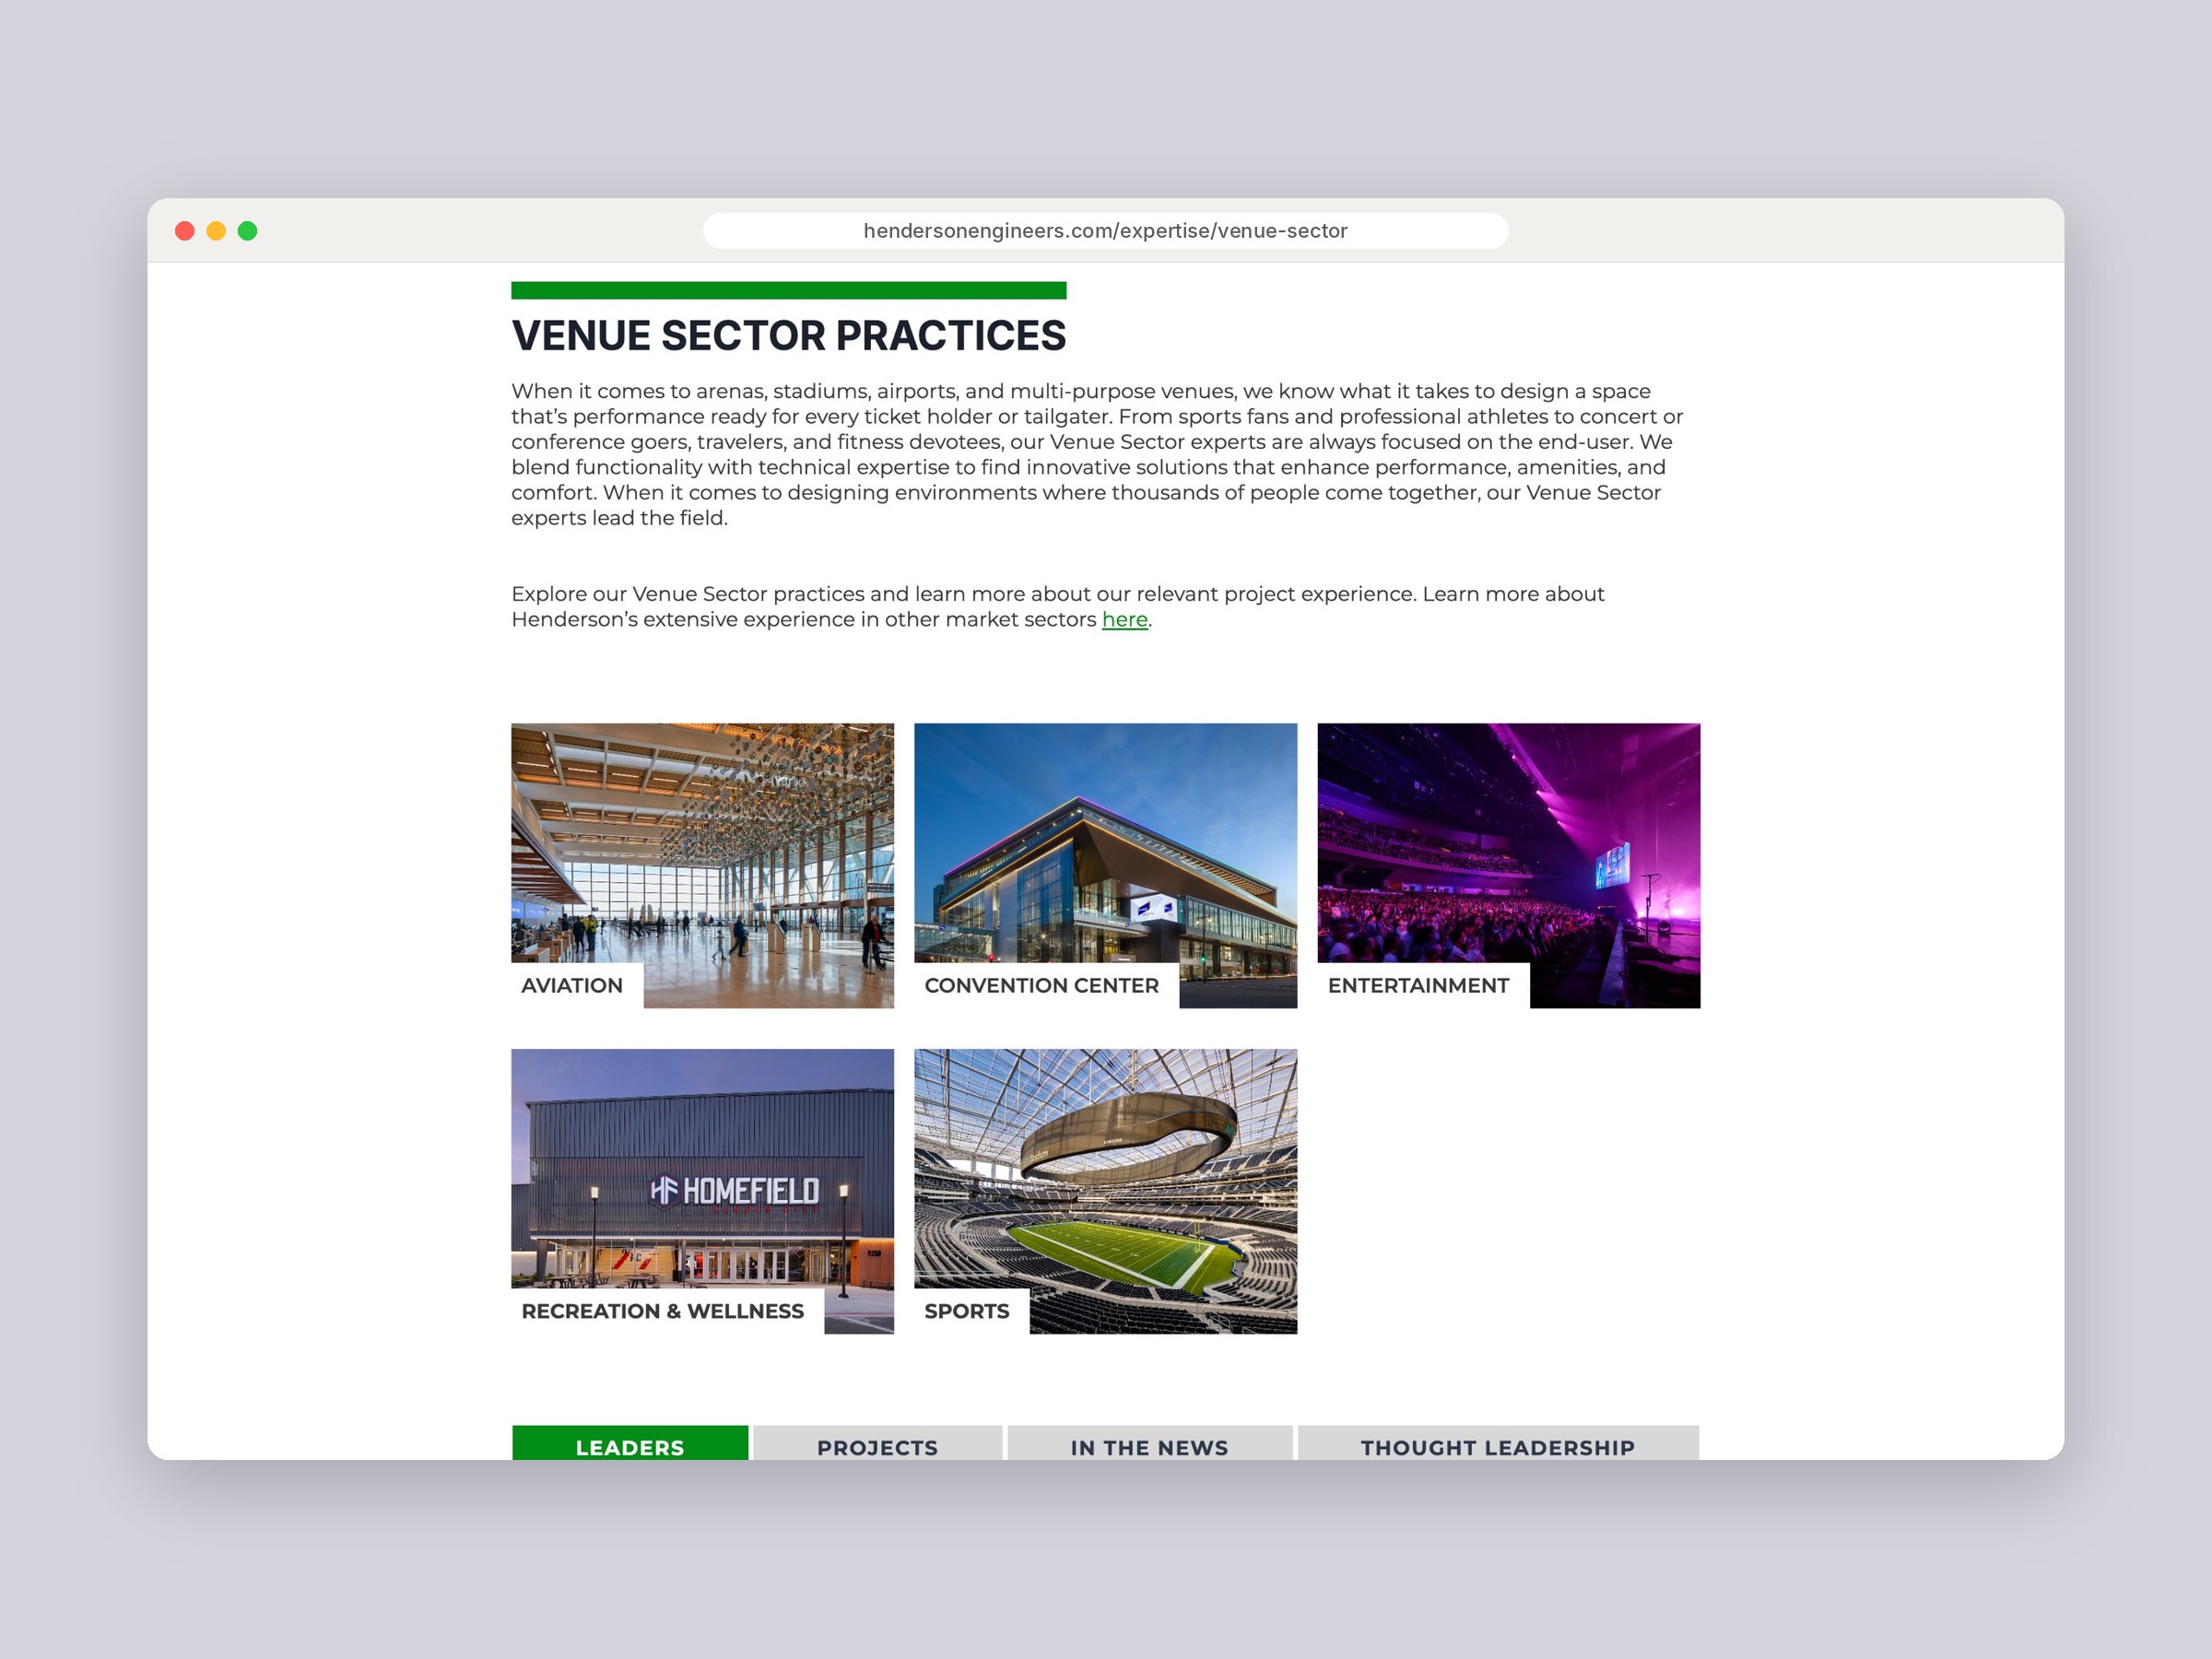 hendersonengineers.com/expertise/venue-sector
VENUE SECTOR PRACTICES
When it comes to arenas, stadiums, airports, and multi-purpose venues, we know what it takes to design a space
that’s performance ready for every ticket holder or tailgater. From sports fans and professional athletes to concert or
conference goers, travelers, and fitness devotees, our Venue Sector experts are always focused on the end-user. We
blend functionality with technical expertise to find innovative solutions that enhance performance, amenities, and
comfort. When it comes to designing environments where thousands of people come together, our Venue Sector
experts lead the field.
Explore our Venue Sector practices and learn more about our relevant project experience. Learn more about
Henderson’s extensive experience in other market sectors here.
AVIATION
CONVENTION CENTER
ENTERTAINMENT
HF HOMEFIELD
RECREATION & WELLNESS
SPORTS
LEADERS
PROJECTS
IN THE NEWS
THOUGHT LEADERSHIP